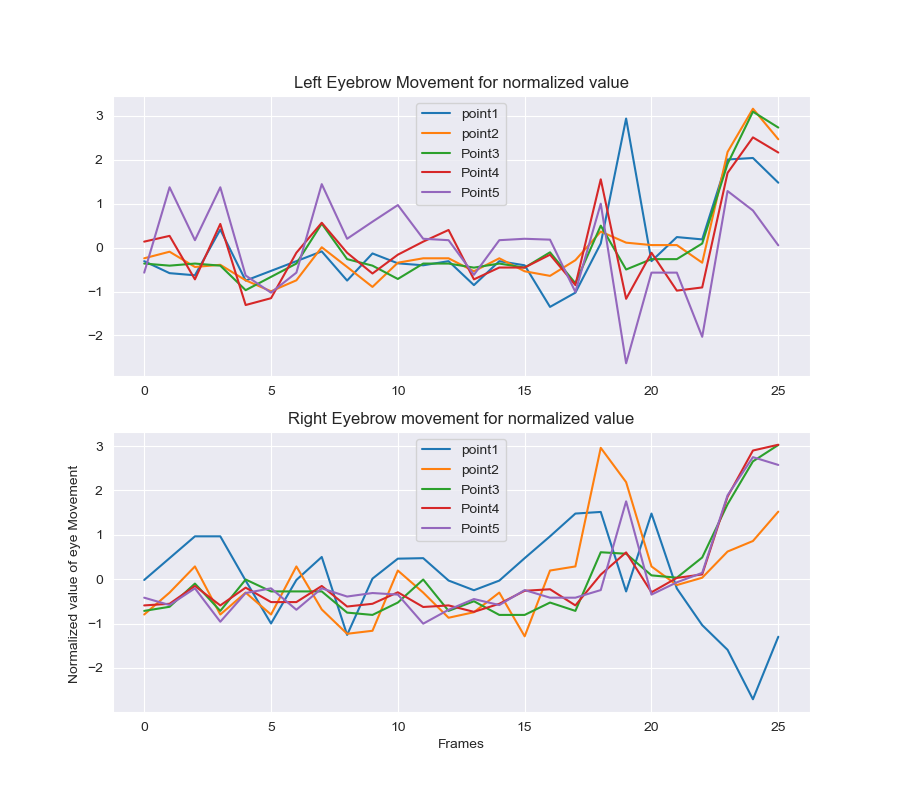 Left Eyebrow Movement for normalized value
3
2
1
0
−1
−2
point1
point2
Point3
Point4
Point5
0 5 10 15 20 25
Right Eyebrow movement for normalized value
Normalized value of eye Movement
3
2
1
0
−1
−2
point1
point2
Point3
Point4
Point5
0 5 10 15 20 25
Frames